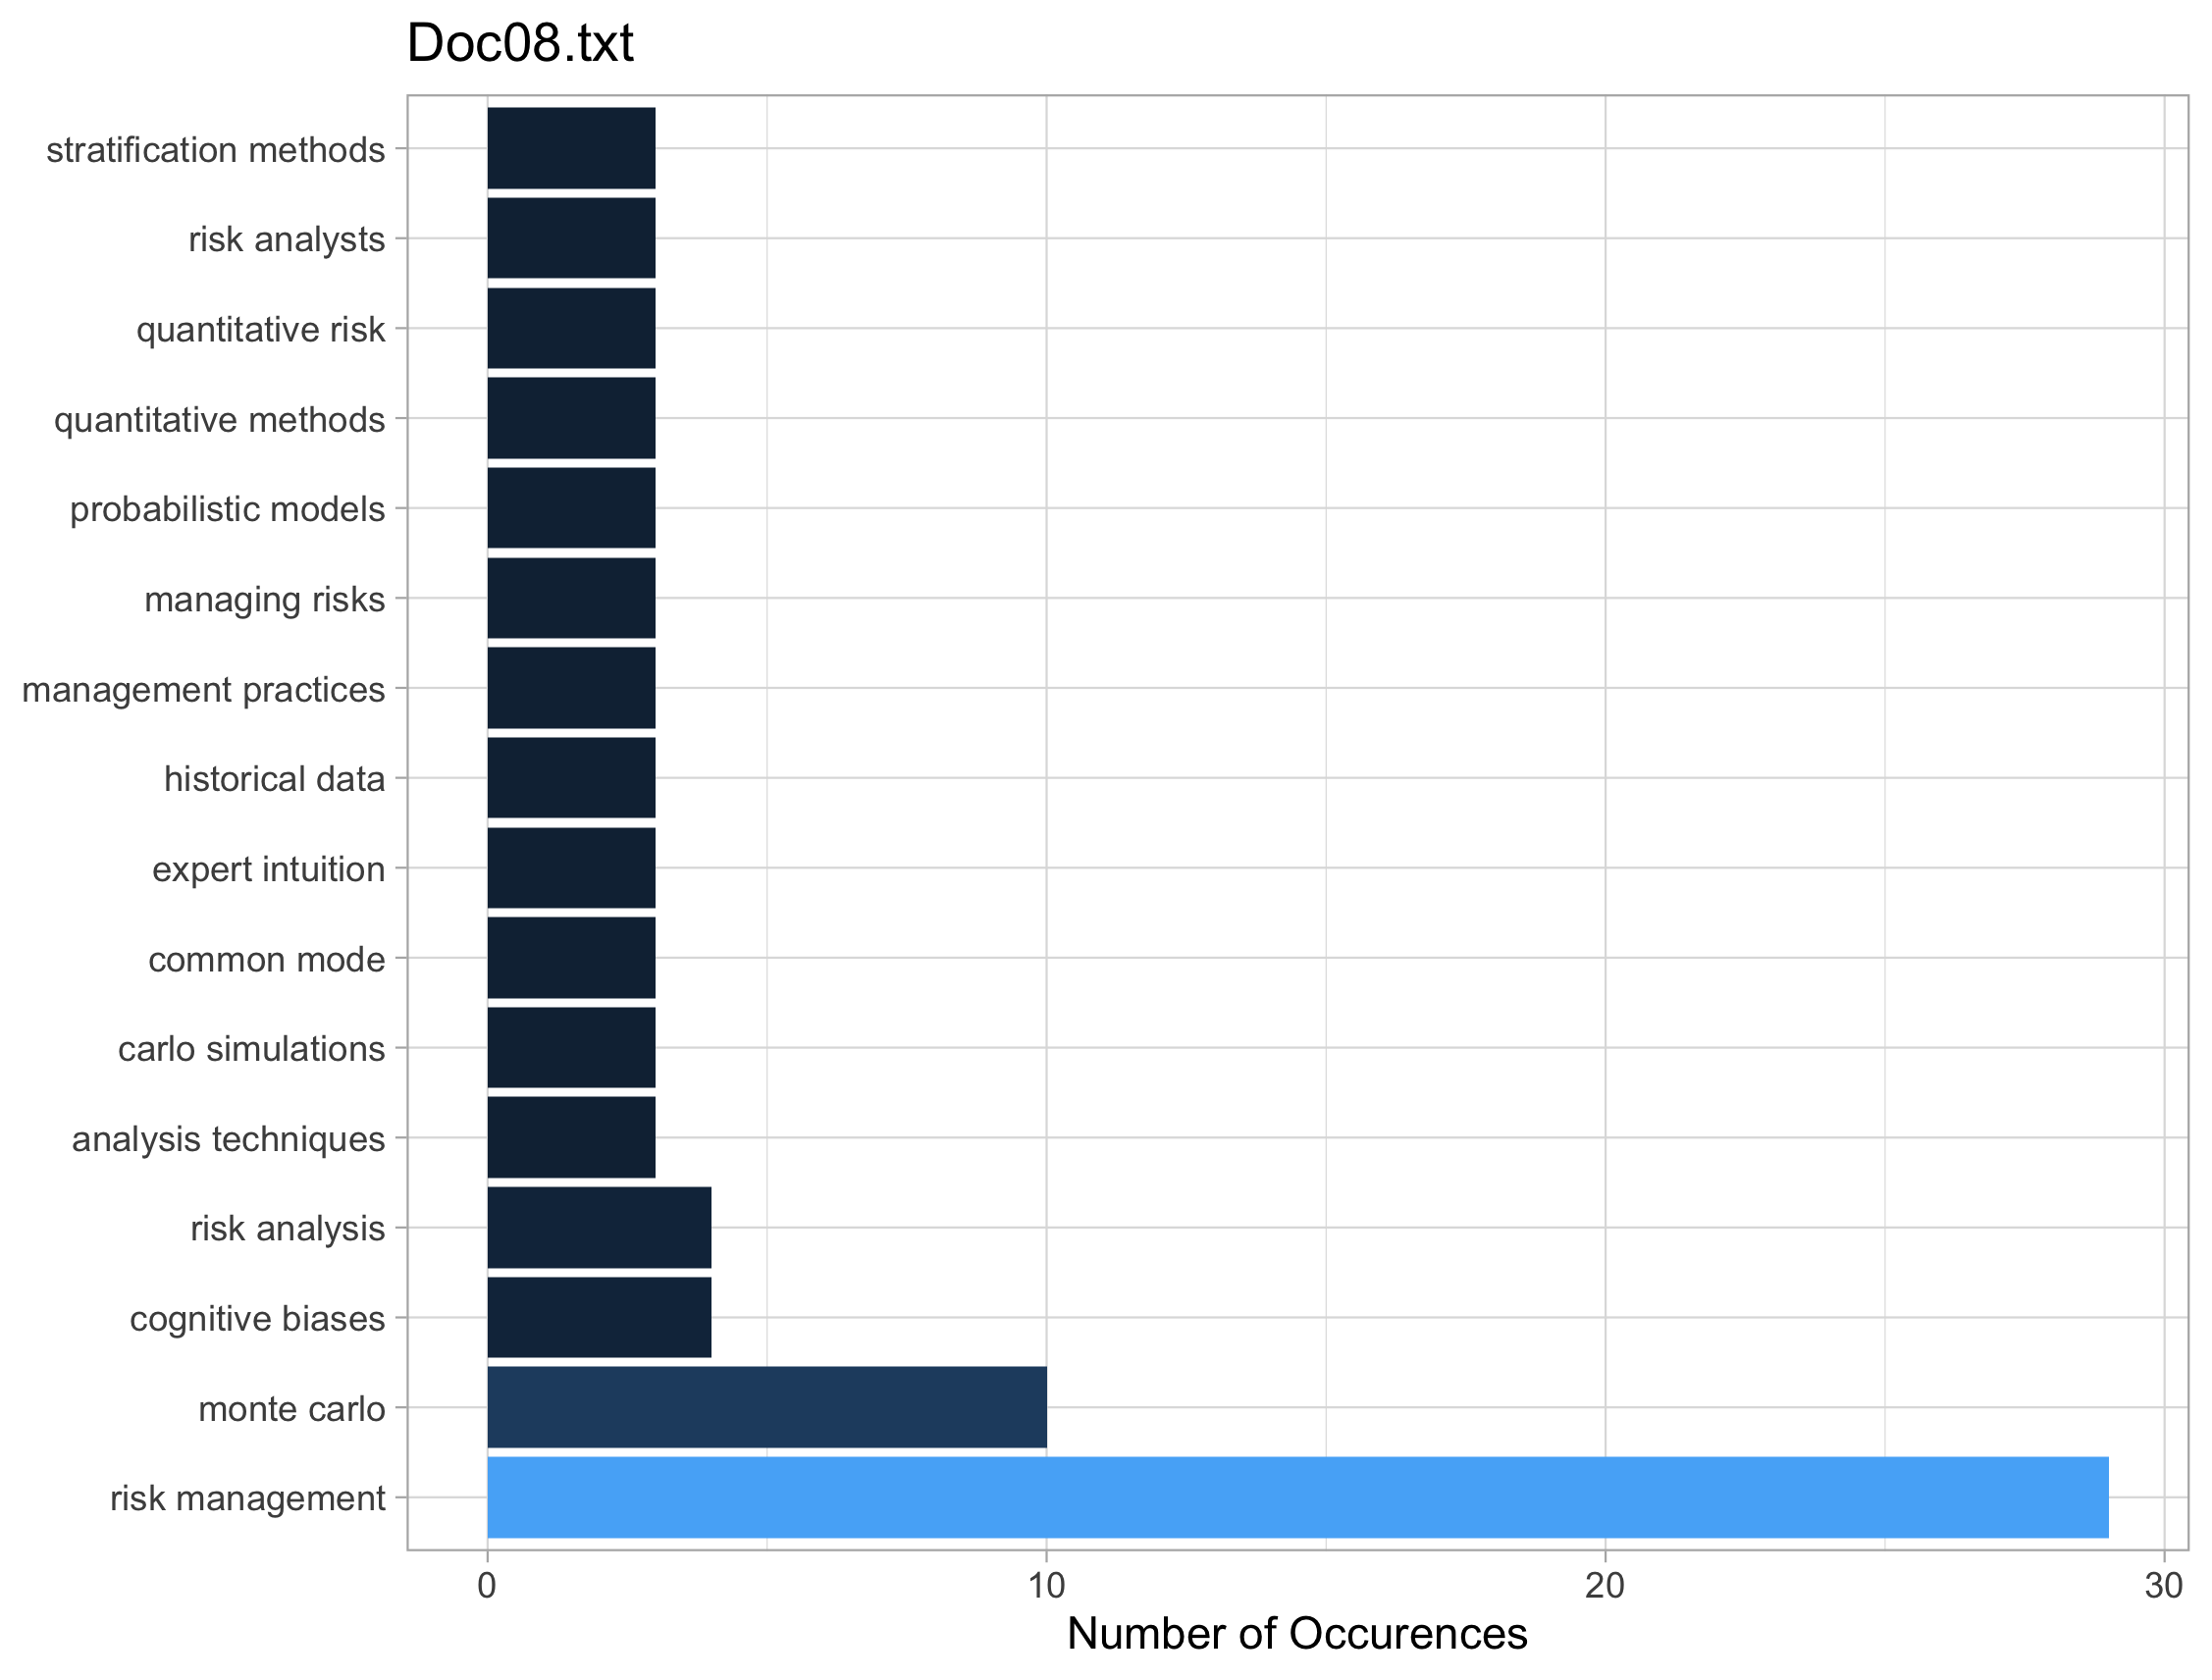 Doc08.txt
stratification methods
risk analysts
quantitative risk
quantitative methods
probabilistic models
managing risks
management practices
historical data
expert intuition
common mode
carlo simulations
analysis techniques
risk analysis
cognitive biases
monte carlo
risk management
0 10 20 30
Number of Occurences